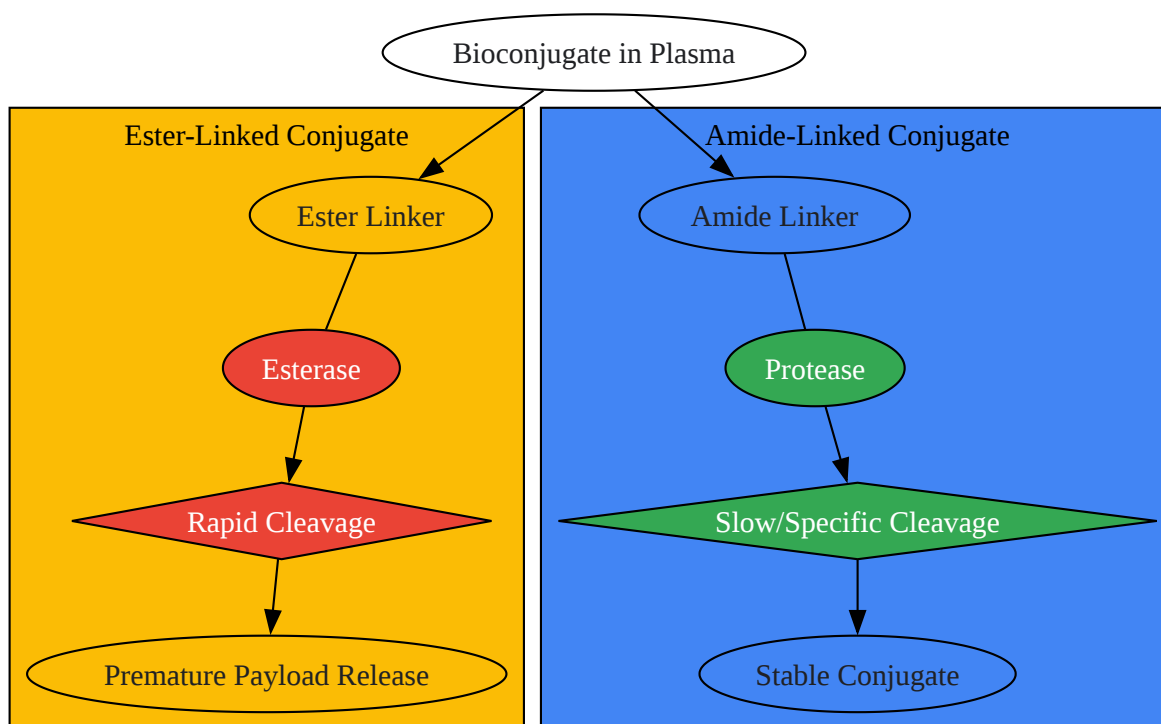 Bioconjugate in Plasma
Ester-Linked Conjugate
Amide-Linked Conjugate
Ester Linker
Amide Linker
Esterase
Protease
Rapid Cleavage
Slow/Specific Cleavage
Premature Payload Release
Stable Conjugate